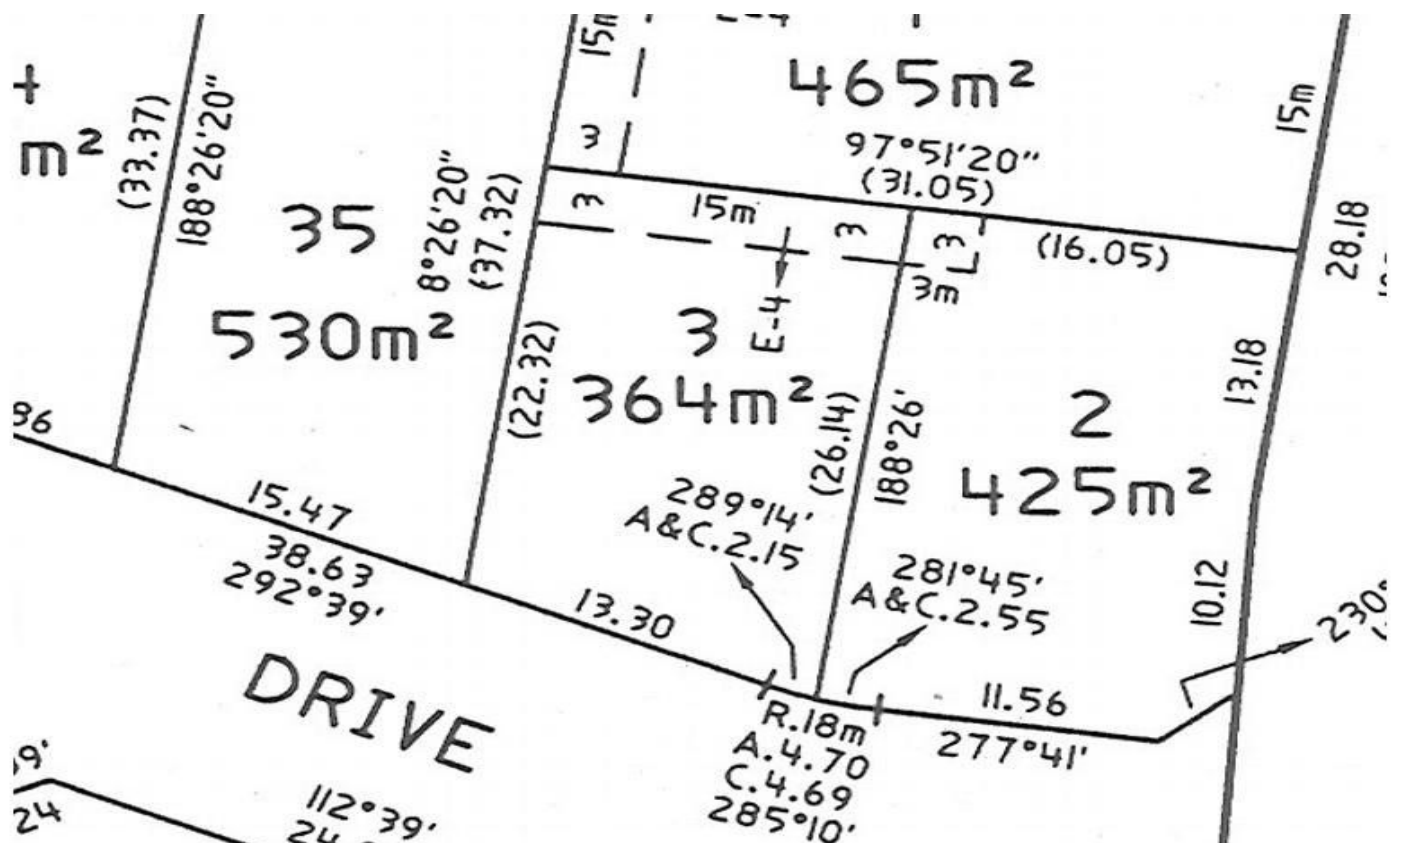 465m²
97°51'20"
(31.05)
15m
15m
28.18
m²
(33.37)
188°26'20"
35
530m²
8°26'20"
(37.32)
3
3
15m
3
3
3m
(16.05)
E-4
3
364m²
(22.32)
(26.14)
188°26'
2
425m²
13.18
10.12
36
15.47
38.63
292°39'
13.30
289°14'
A&C.2.15
281°45'
A&C.2.55
11.56
277°41'
R.18m
A.4.70
C.4.69
285°10'
DRIVE
112°39'
24